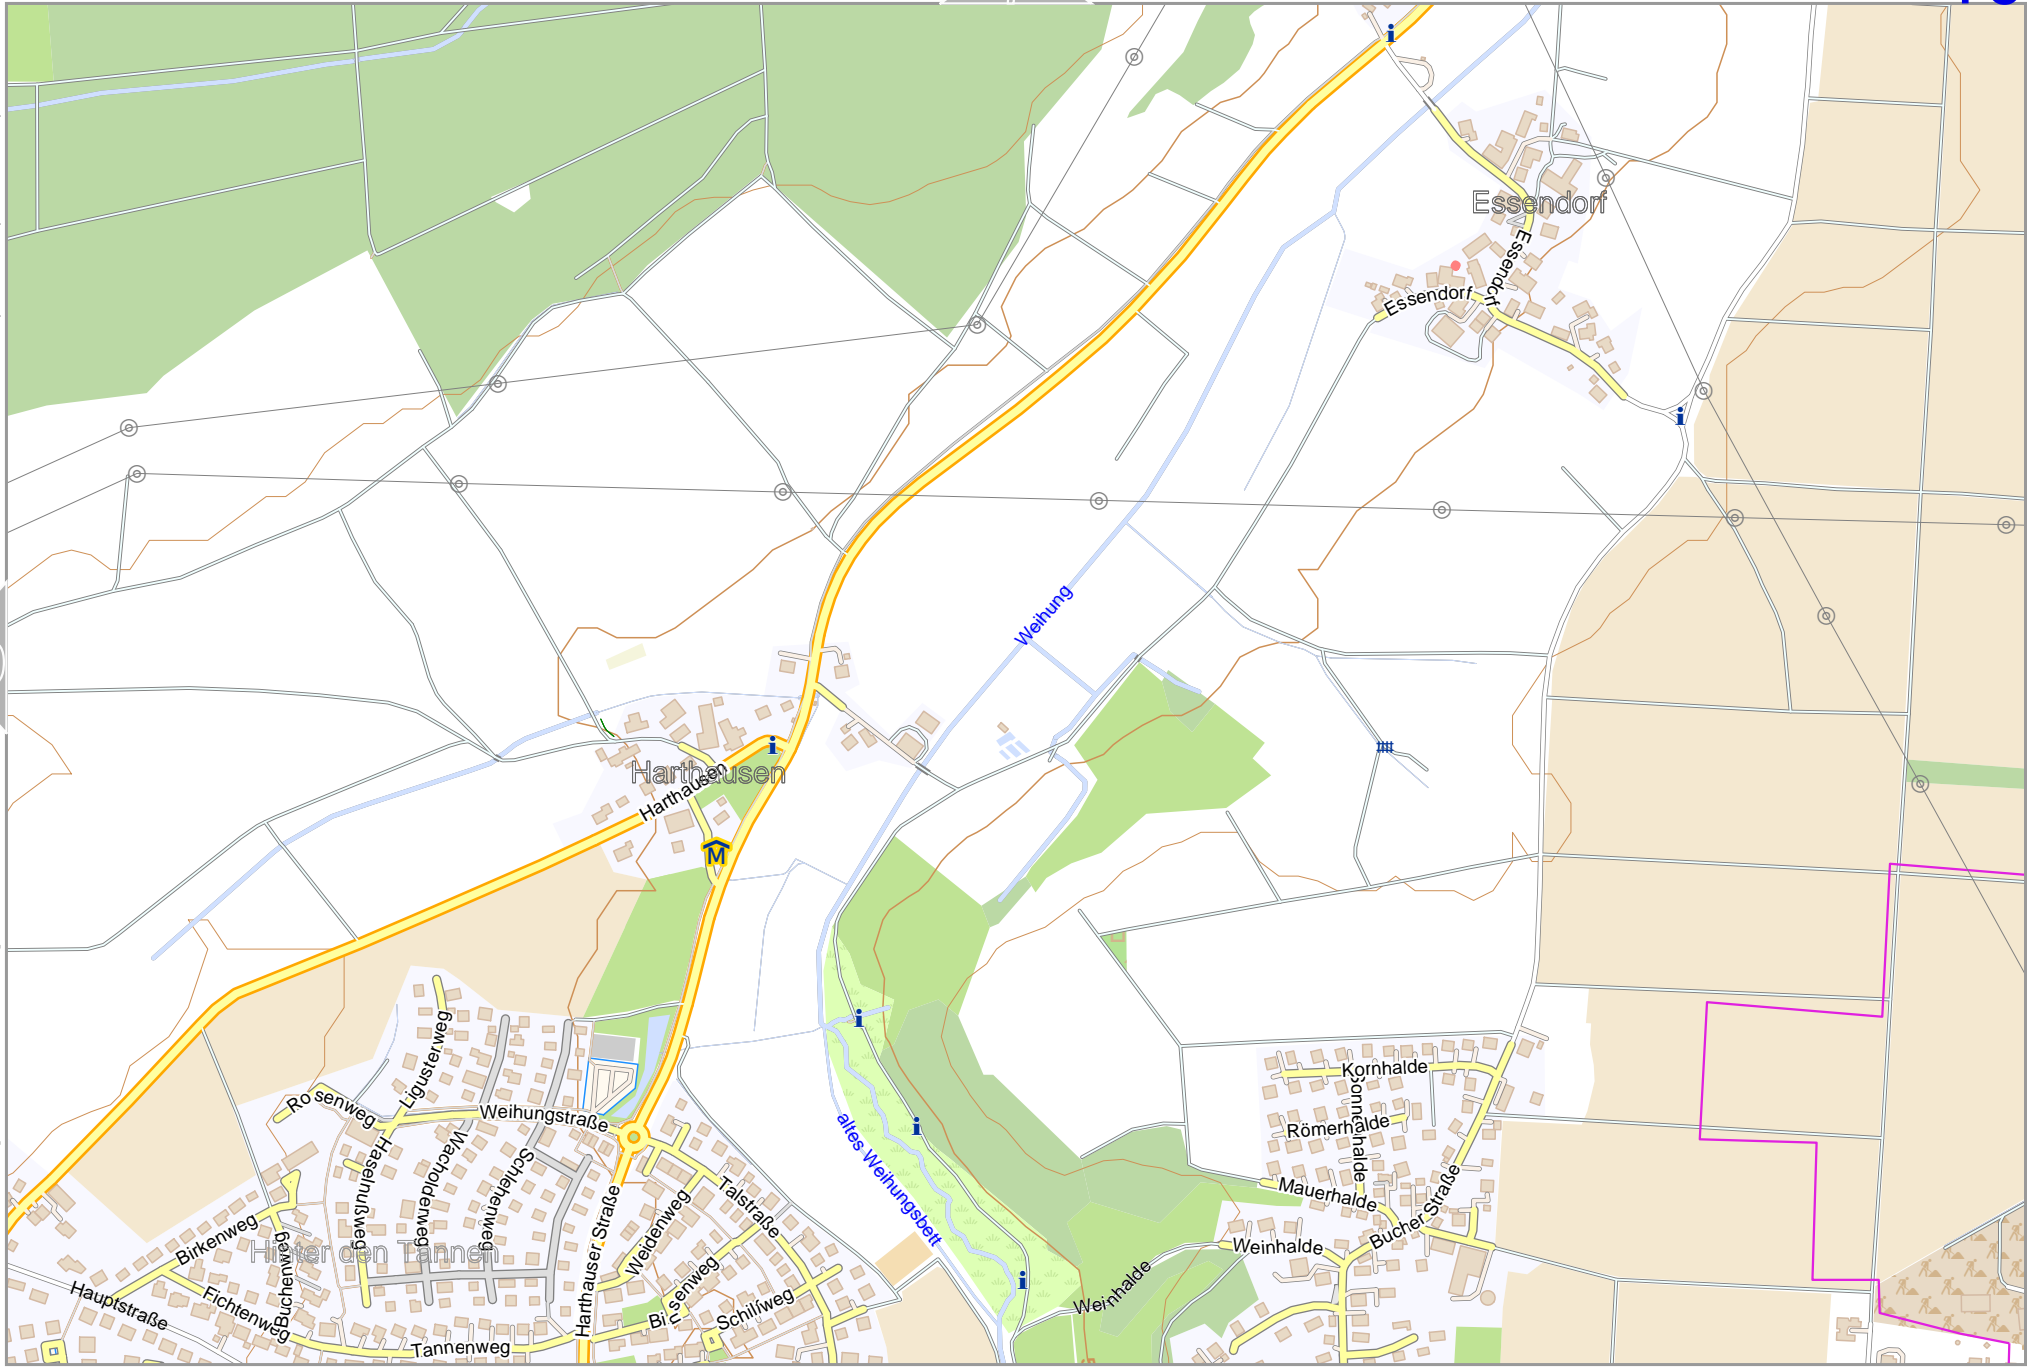 Essendorf
Essendorf
Essendorf
Weihung
Harthausen
Harthausen
M
Ligusterweg
Rosenweg
Weihungstraße
Kornhalde
Sonnenhalde
Römerhalde
altes Weihungsbett
Haselnußweg
Wacholderweg
Schlehenweg
Mauerhalde
Bucher Straße
Talstraße
Weidenweg
Harthauser Straße
Birkenweg
Hinter den Tannen
Buchenweg
Weinhalde
Weinhalde
Hauptstraße
Fichtenweg
Binsenweg
Schilfweg
Tannenweg